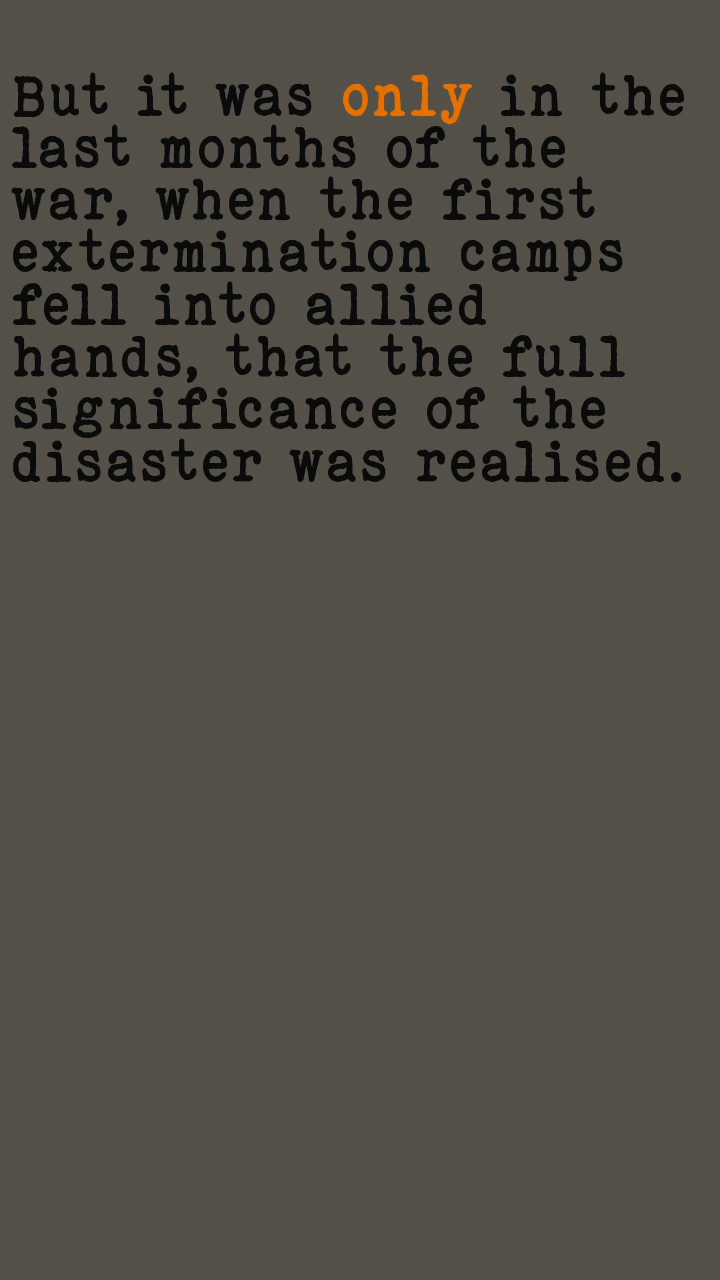 But it was only in the
last months of the
war, when the first
extermination camps
fell into allied
hands, that the full
significance of the
disaster was realised.